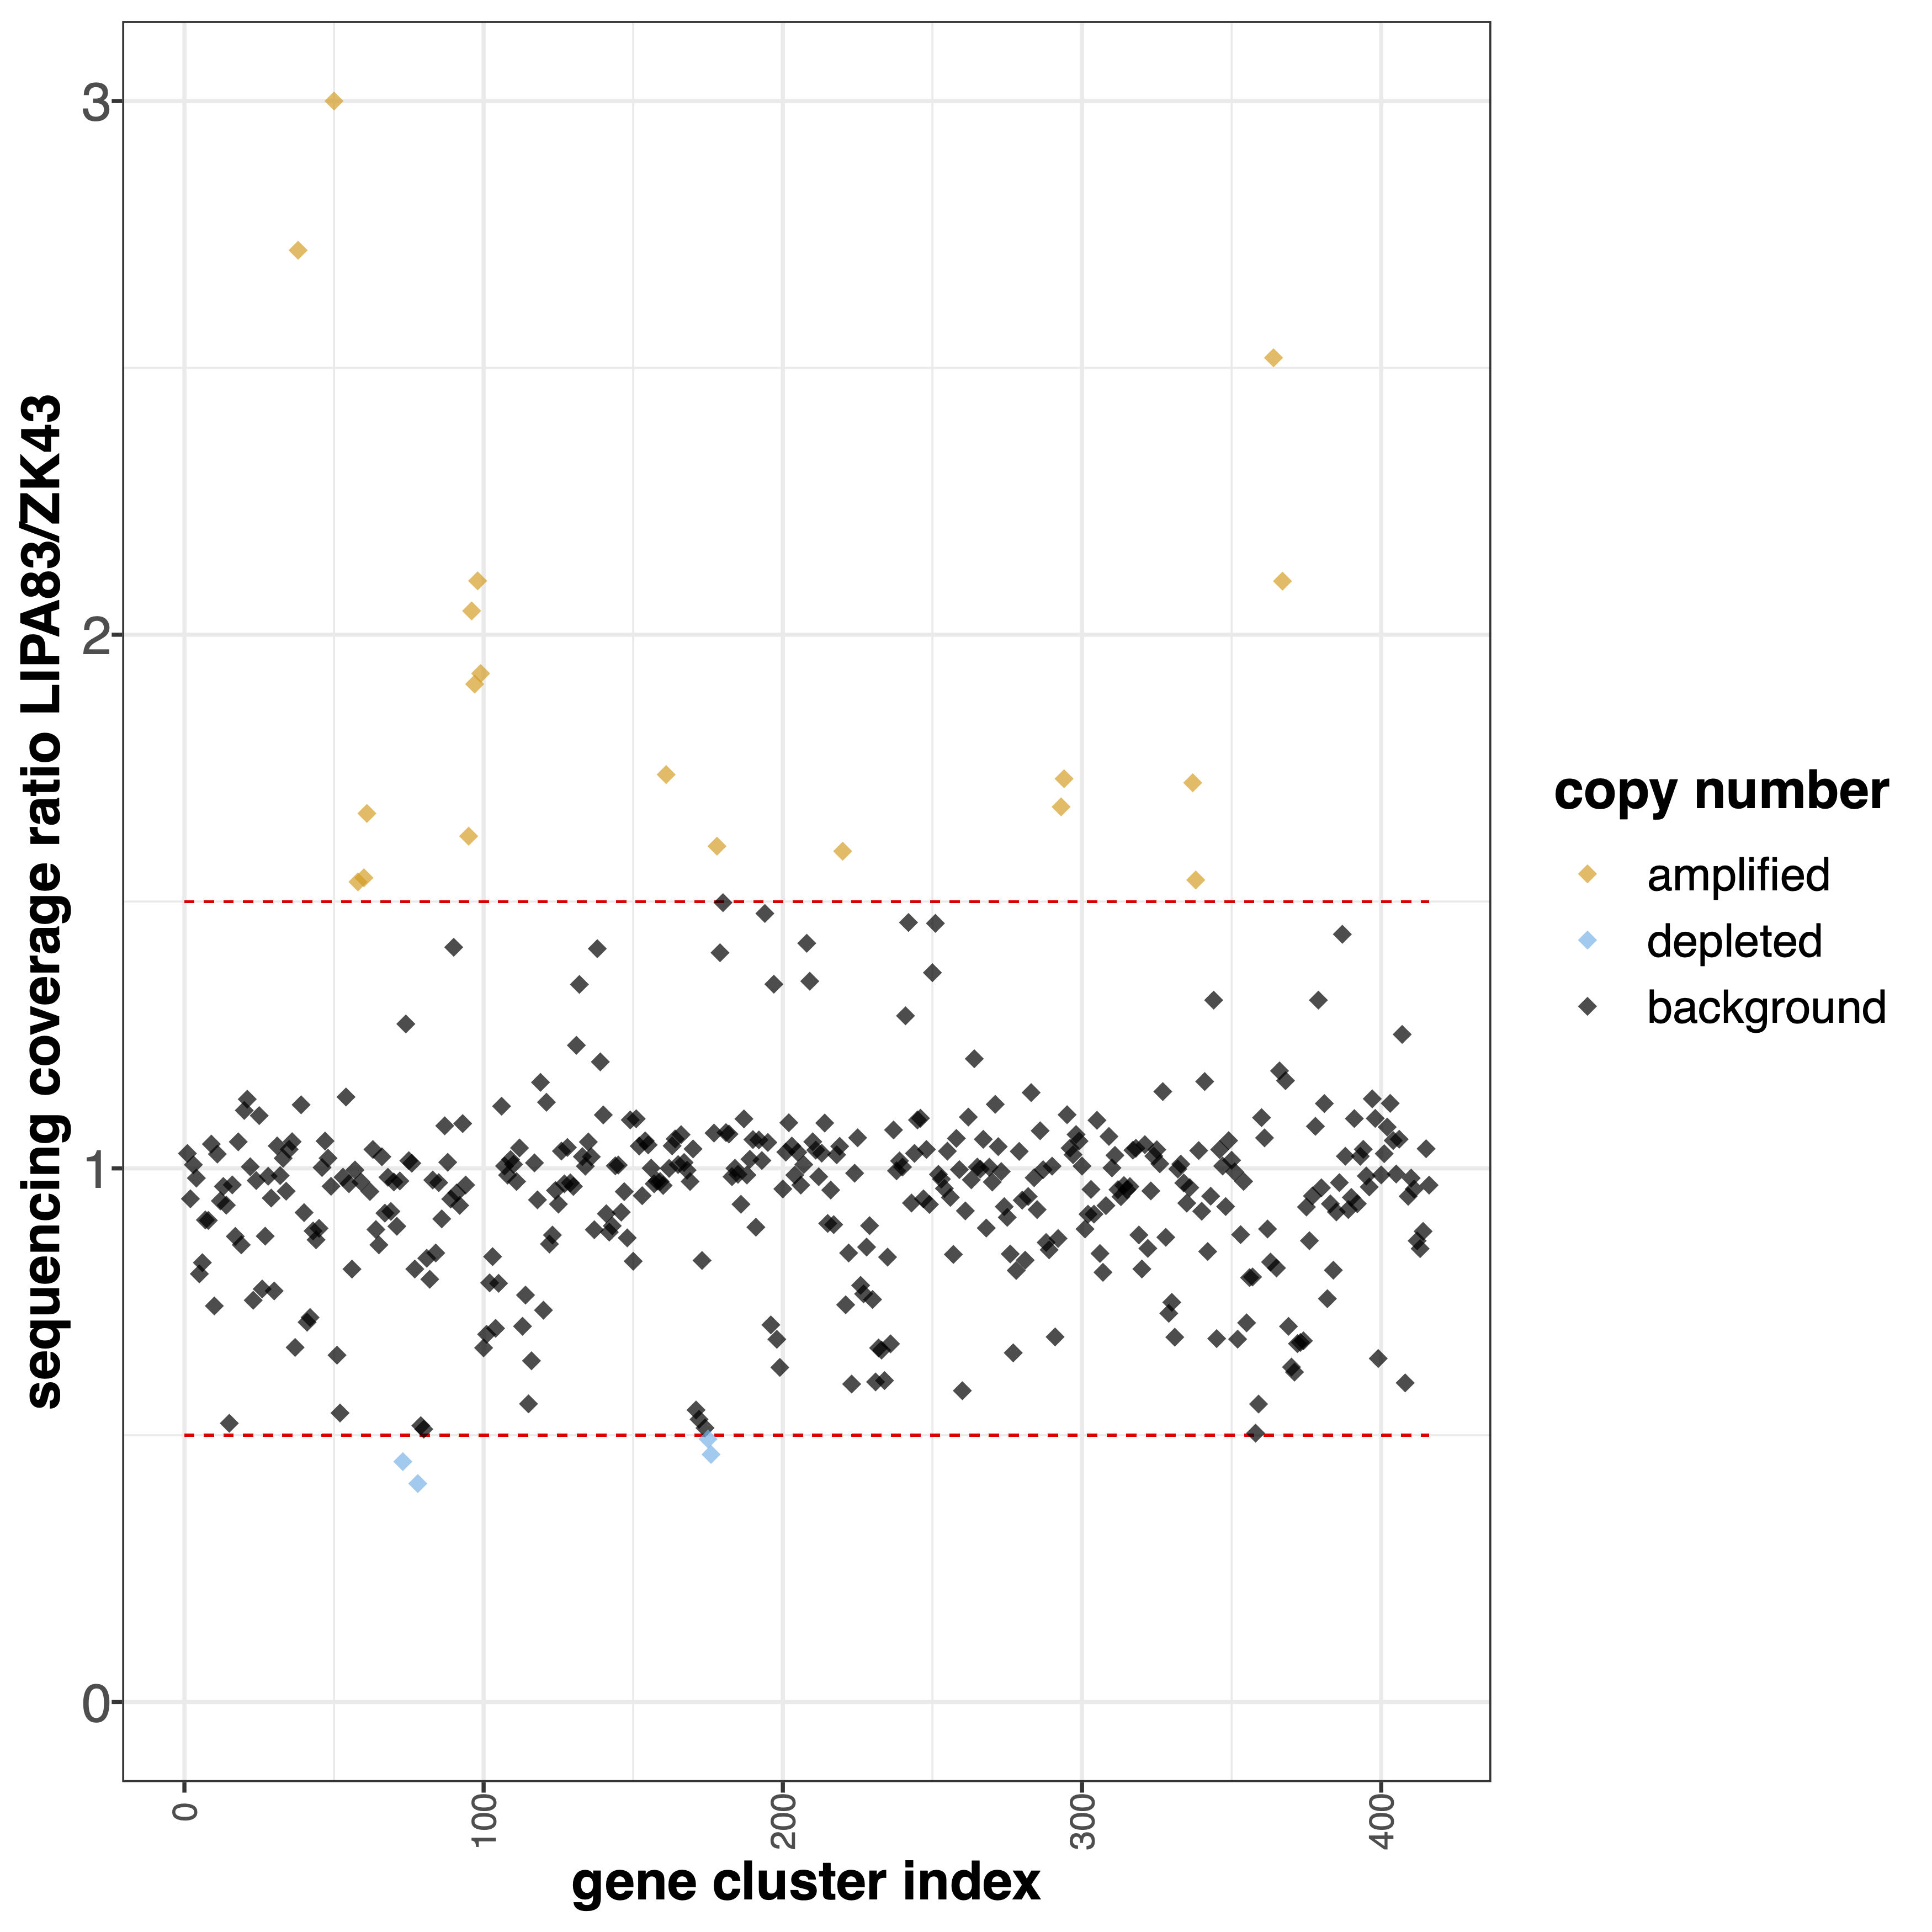 sequencing coverage ratio LIPA83/ZK43
3
2
1
0
0
100
200
300
400
gene cluster index
copy number
amplified
depleted
background